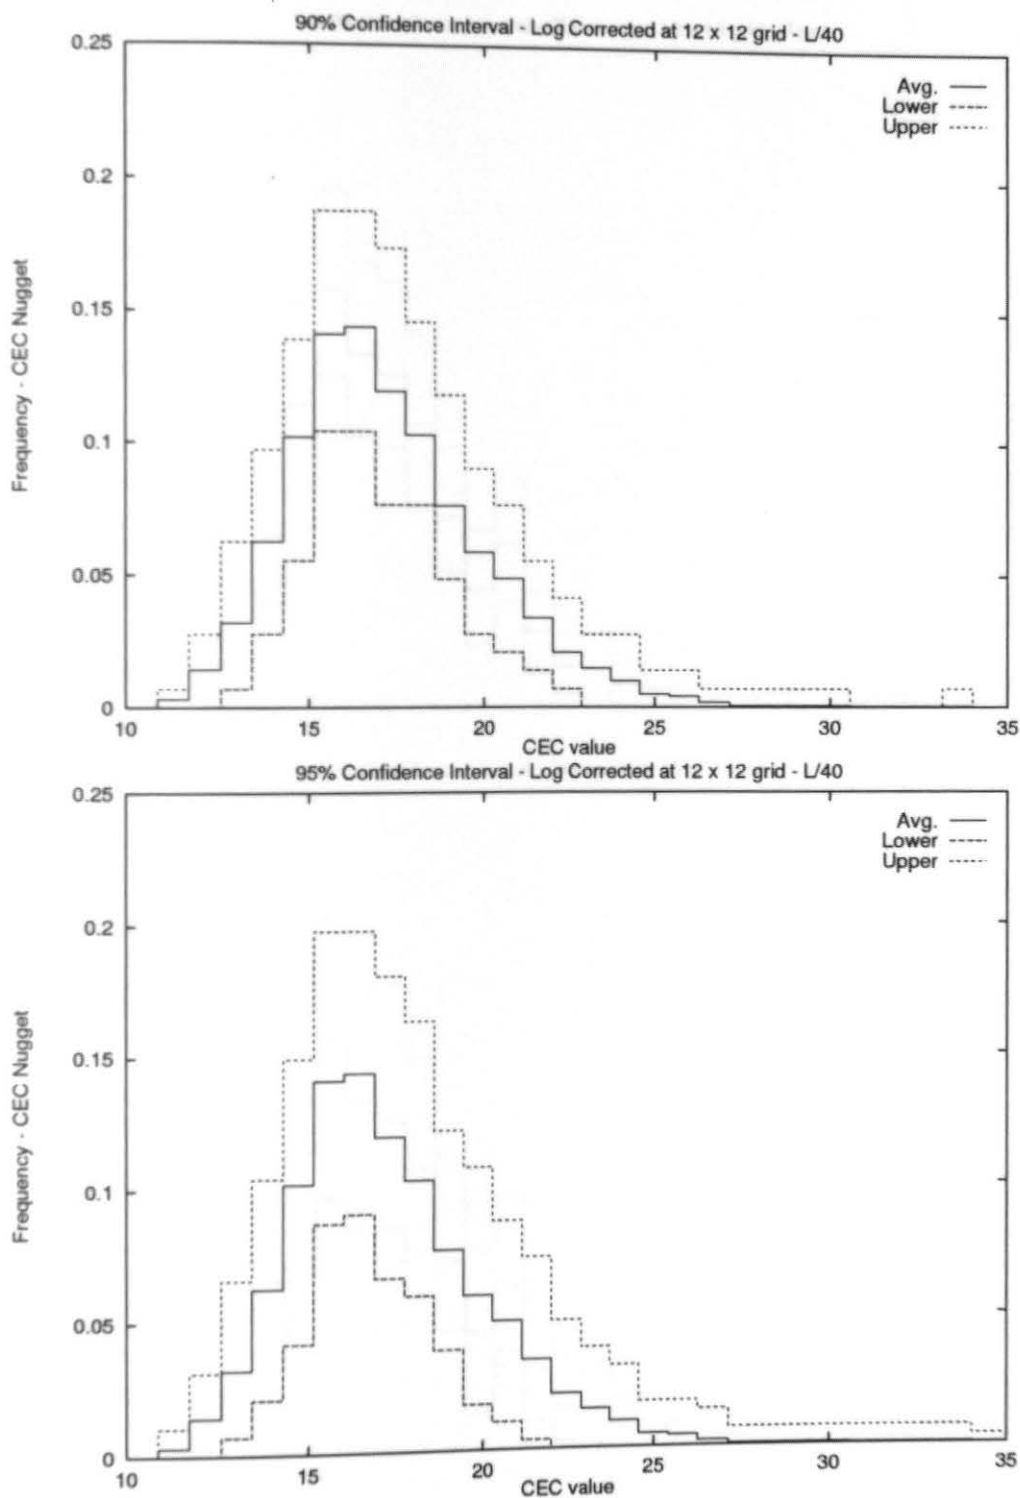 90% Confidence Interval - Log Corrected at 12 x 12 grid - L/40
0.25
0.2
0.15
0.1
0.05
0
Frequency - CEC Nugget
Avg.
Lower
Upper
10
15
20
25
30
35
CEC value
95% Confidence Interval - Log Corrected at 12 x 12 grid - L/40
0.25
0.2
0.15
0.1
0.05
0
Frequency - CEC Nugget
Avg.
Lower
Upper
10
15
20
25
30
35
CEC value